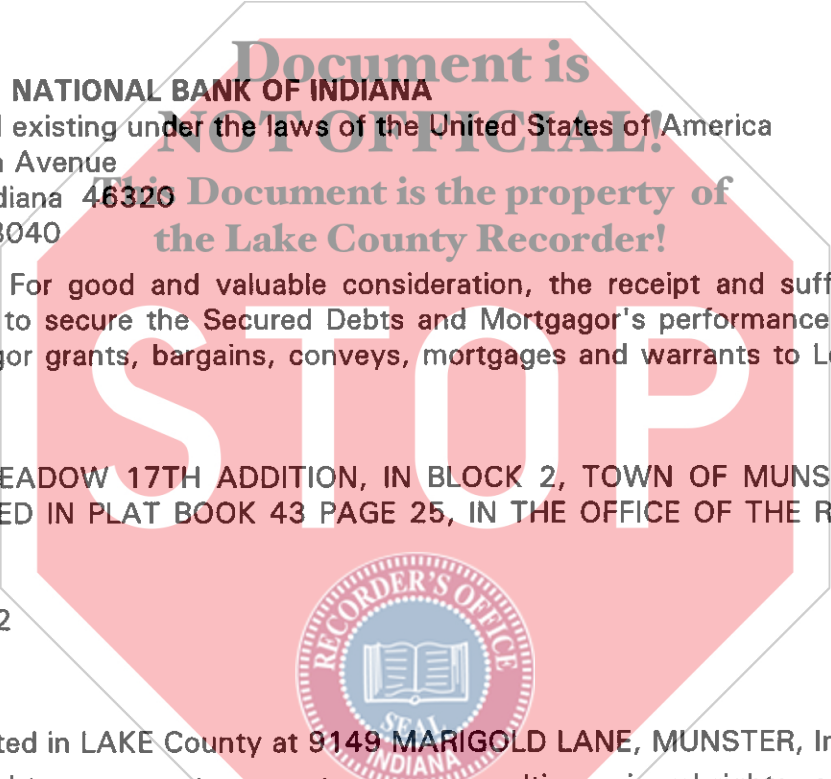 Document is
NATIONAL BANK OF INDIANA
existing under the laws of the United States of America
NOT OFFICIAL!
Avenue
diana 46320
This Document is the property of
3040
the Lake County Recorder!
For good and valuable consideration, the receipt and suff
to secure the Secured Debts and Mortgagor's performance
gor grants, bargains, conveys, mortgages and warrants to L
STOP
EADOW 17TH ADDITION, IN BLOCK 2, TOWN OF MUNS
ED IN PLAT BOOK 43 PAGE 25, IN THE OFFICE OF THE R
RECORDER'S OFFICE
2
SEAL
ted in LAKE County at 9149 MARIGOLD LANE, MUNSTER, In
INDIANA